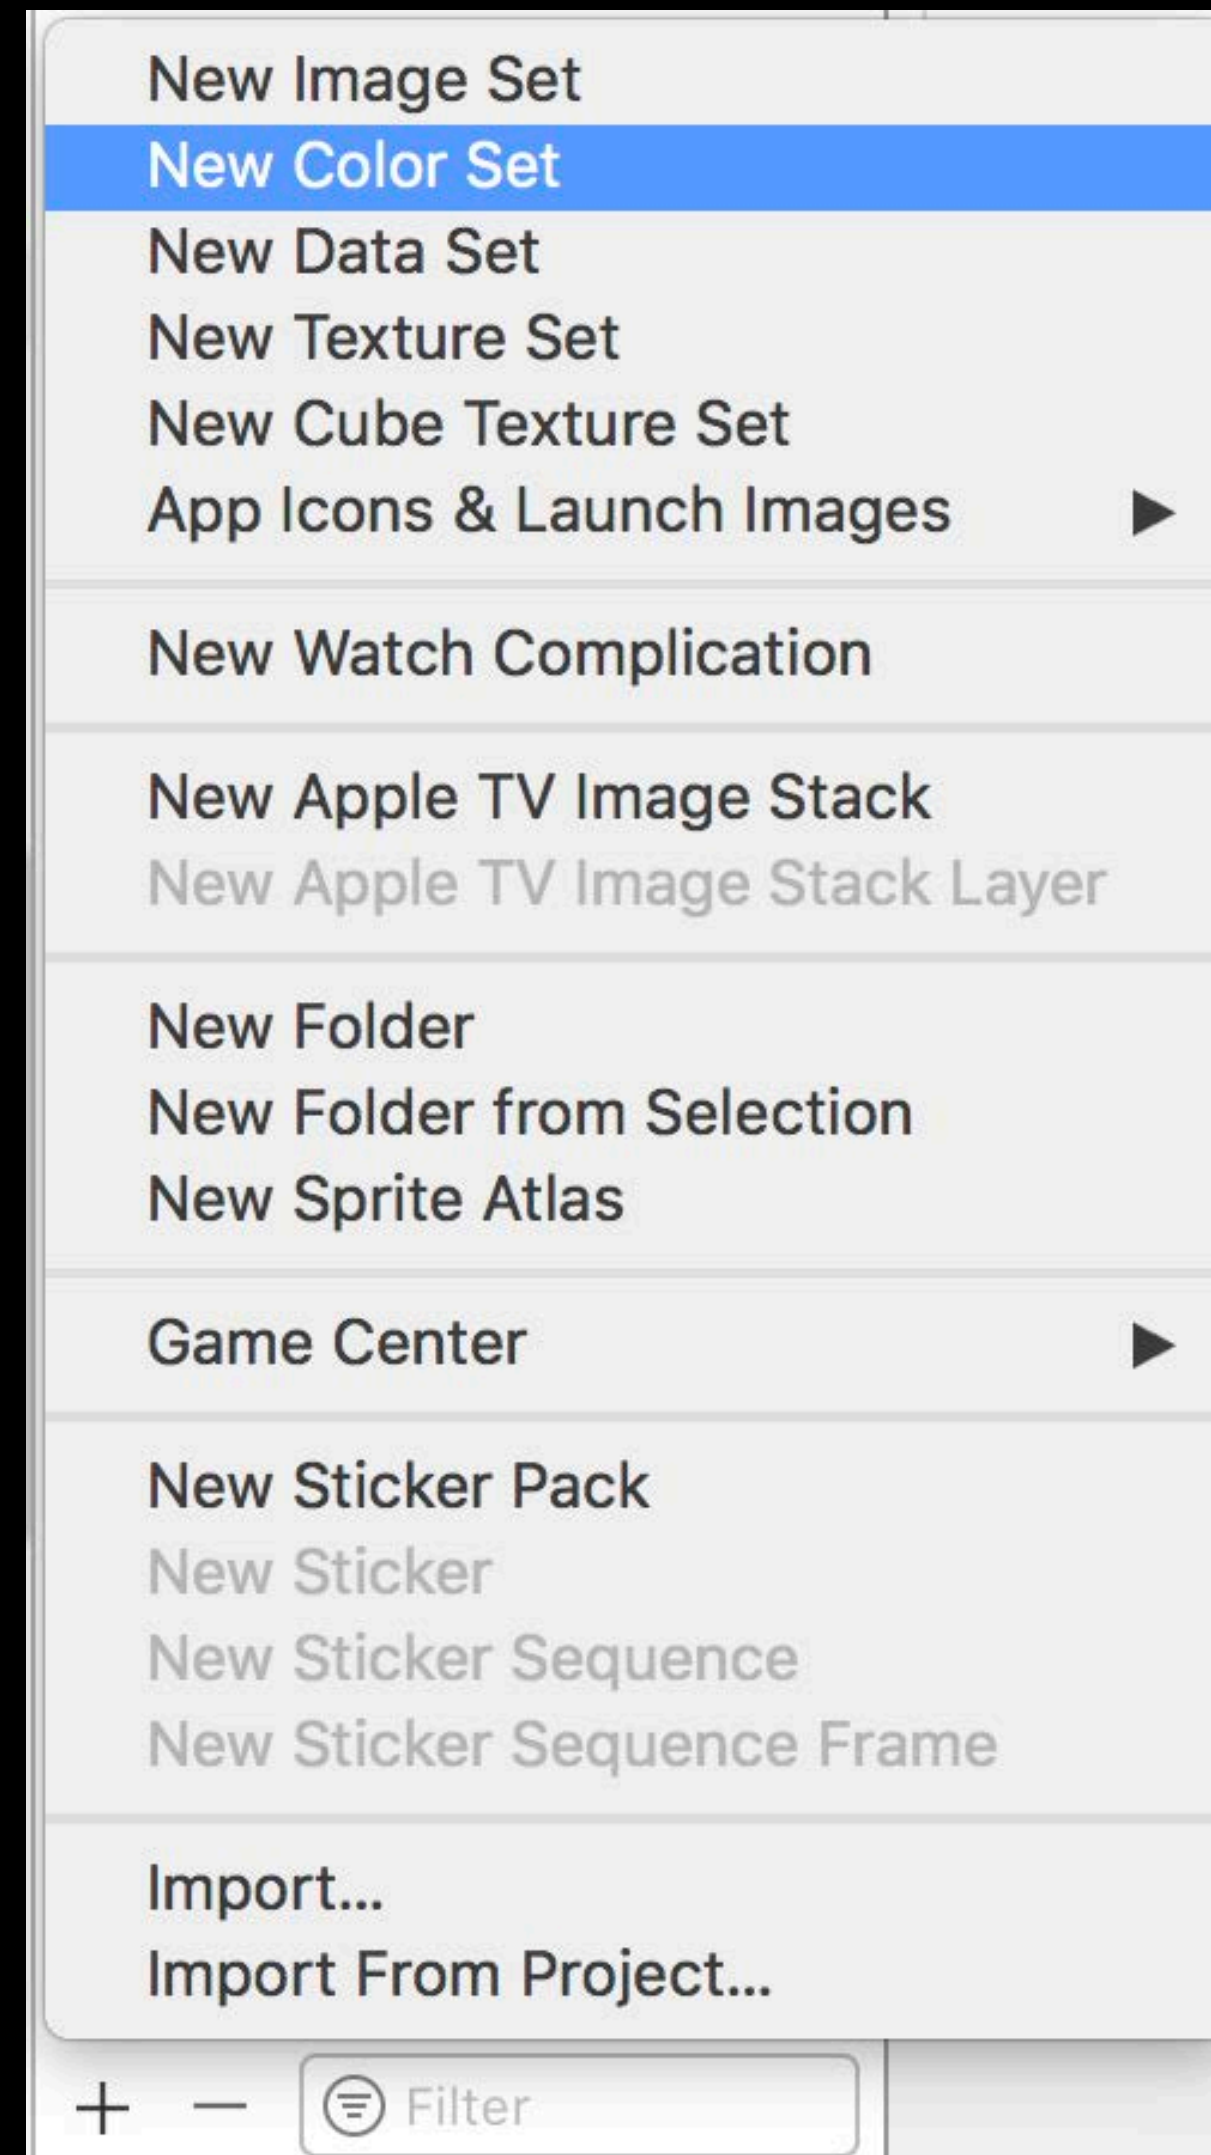 New Image Set
New Color Set
New Data Set
New Texture Set
New Cube Texture Set
App Icons & Launch Images
New Watch Complication
New Apple TV Image Stack
New Apple TV Image Stack Layer
New Folder
New Folder from Selection
New Sprite Atlas
Game Center
New Sticker Pack
New Sticker
New Sticker Sequence
New Sticker Sequence Frame
Import...
Import From Project...
Filter